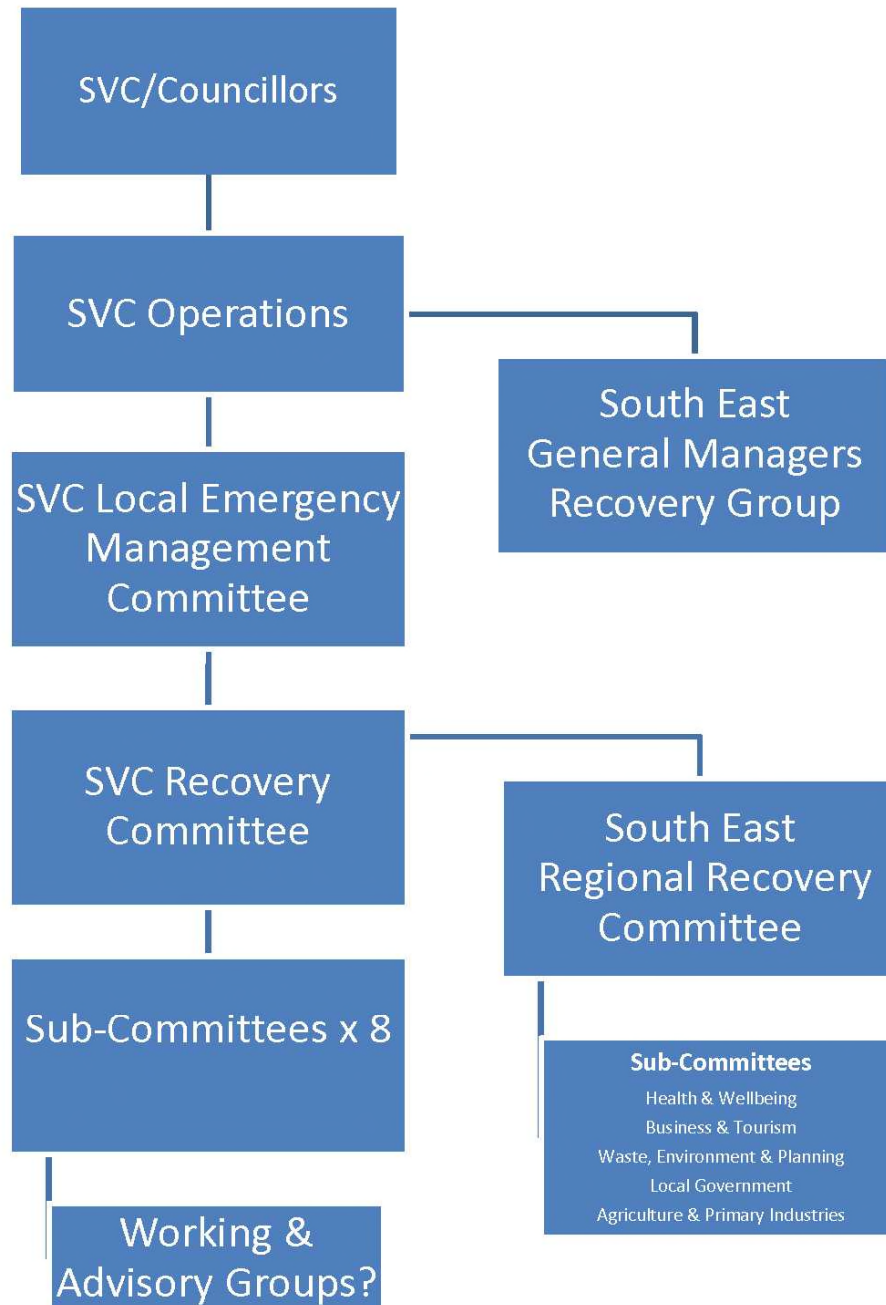 SVC/Councillors
SVC Operations
South East
General Managers
Recovery Group
SVC Local Emergency
Management
Committee
SVC Recovery
Committee
South East
Regional Recovery
Committee
Sub-Committees x 8
Sub-Committees
Health & Wellbeing
Business & Tourism
Waste, Environment & Planning
Local Government
Agriculture & Primary Industries
Working &
Advisory Groups?